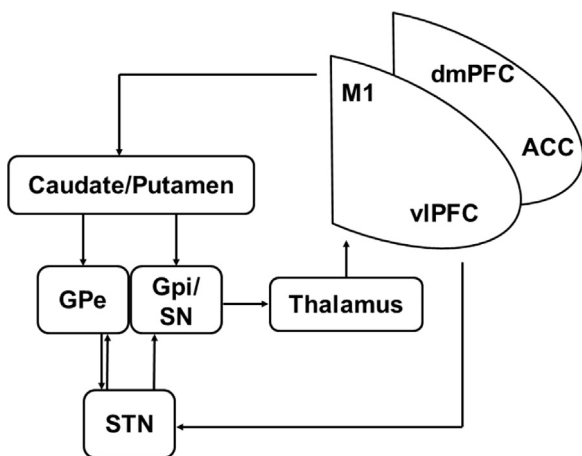 dmPFC
M1
ACC
Caudate/Putamen
vlPFC
GPe
Gpi/
SN
Thalamus
STN